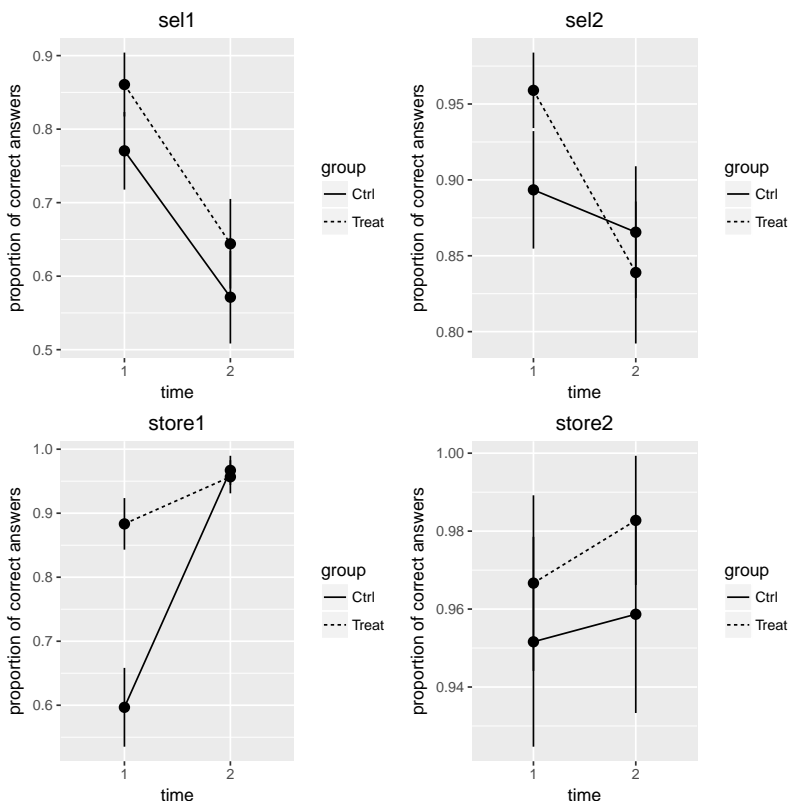 sel1
proportion of correct answers
0.9
0.8
0.7
0.6
0.5
1 2
time
group
Ctrl
Treat
sel2
proportion of correct answers
0.95
0.90
0.85
0.80
1 2
time
group
Ctrl
Treat
store1
proportion of correct answers
1.0
0.9
0.8
0.7
0.6
1 2
time
group
Ctrl
Treat
store2
proportion of correct answers
1.00
0.98
0.96
0.94
1 2
time
group
Ctrl
Treat